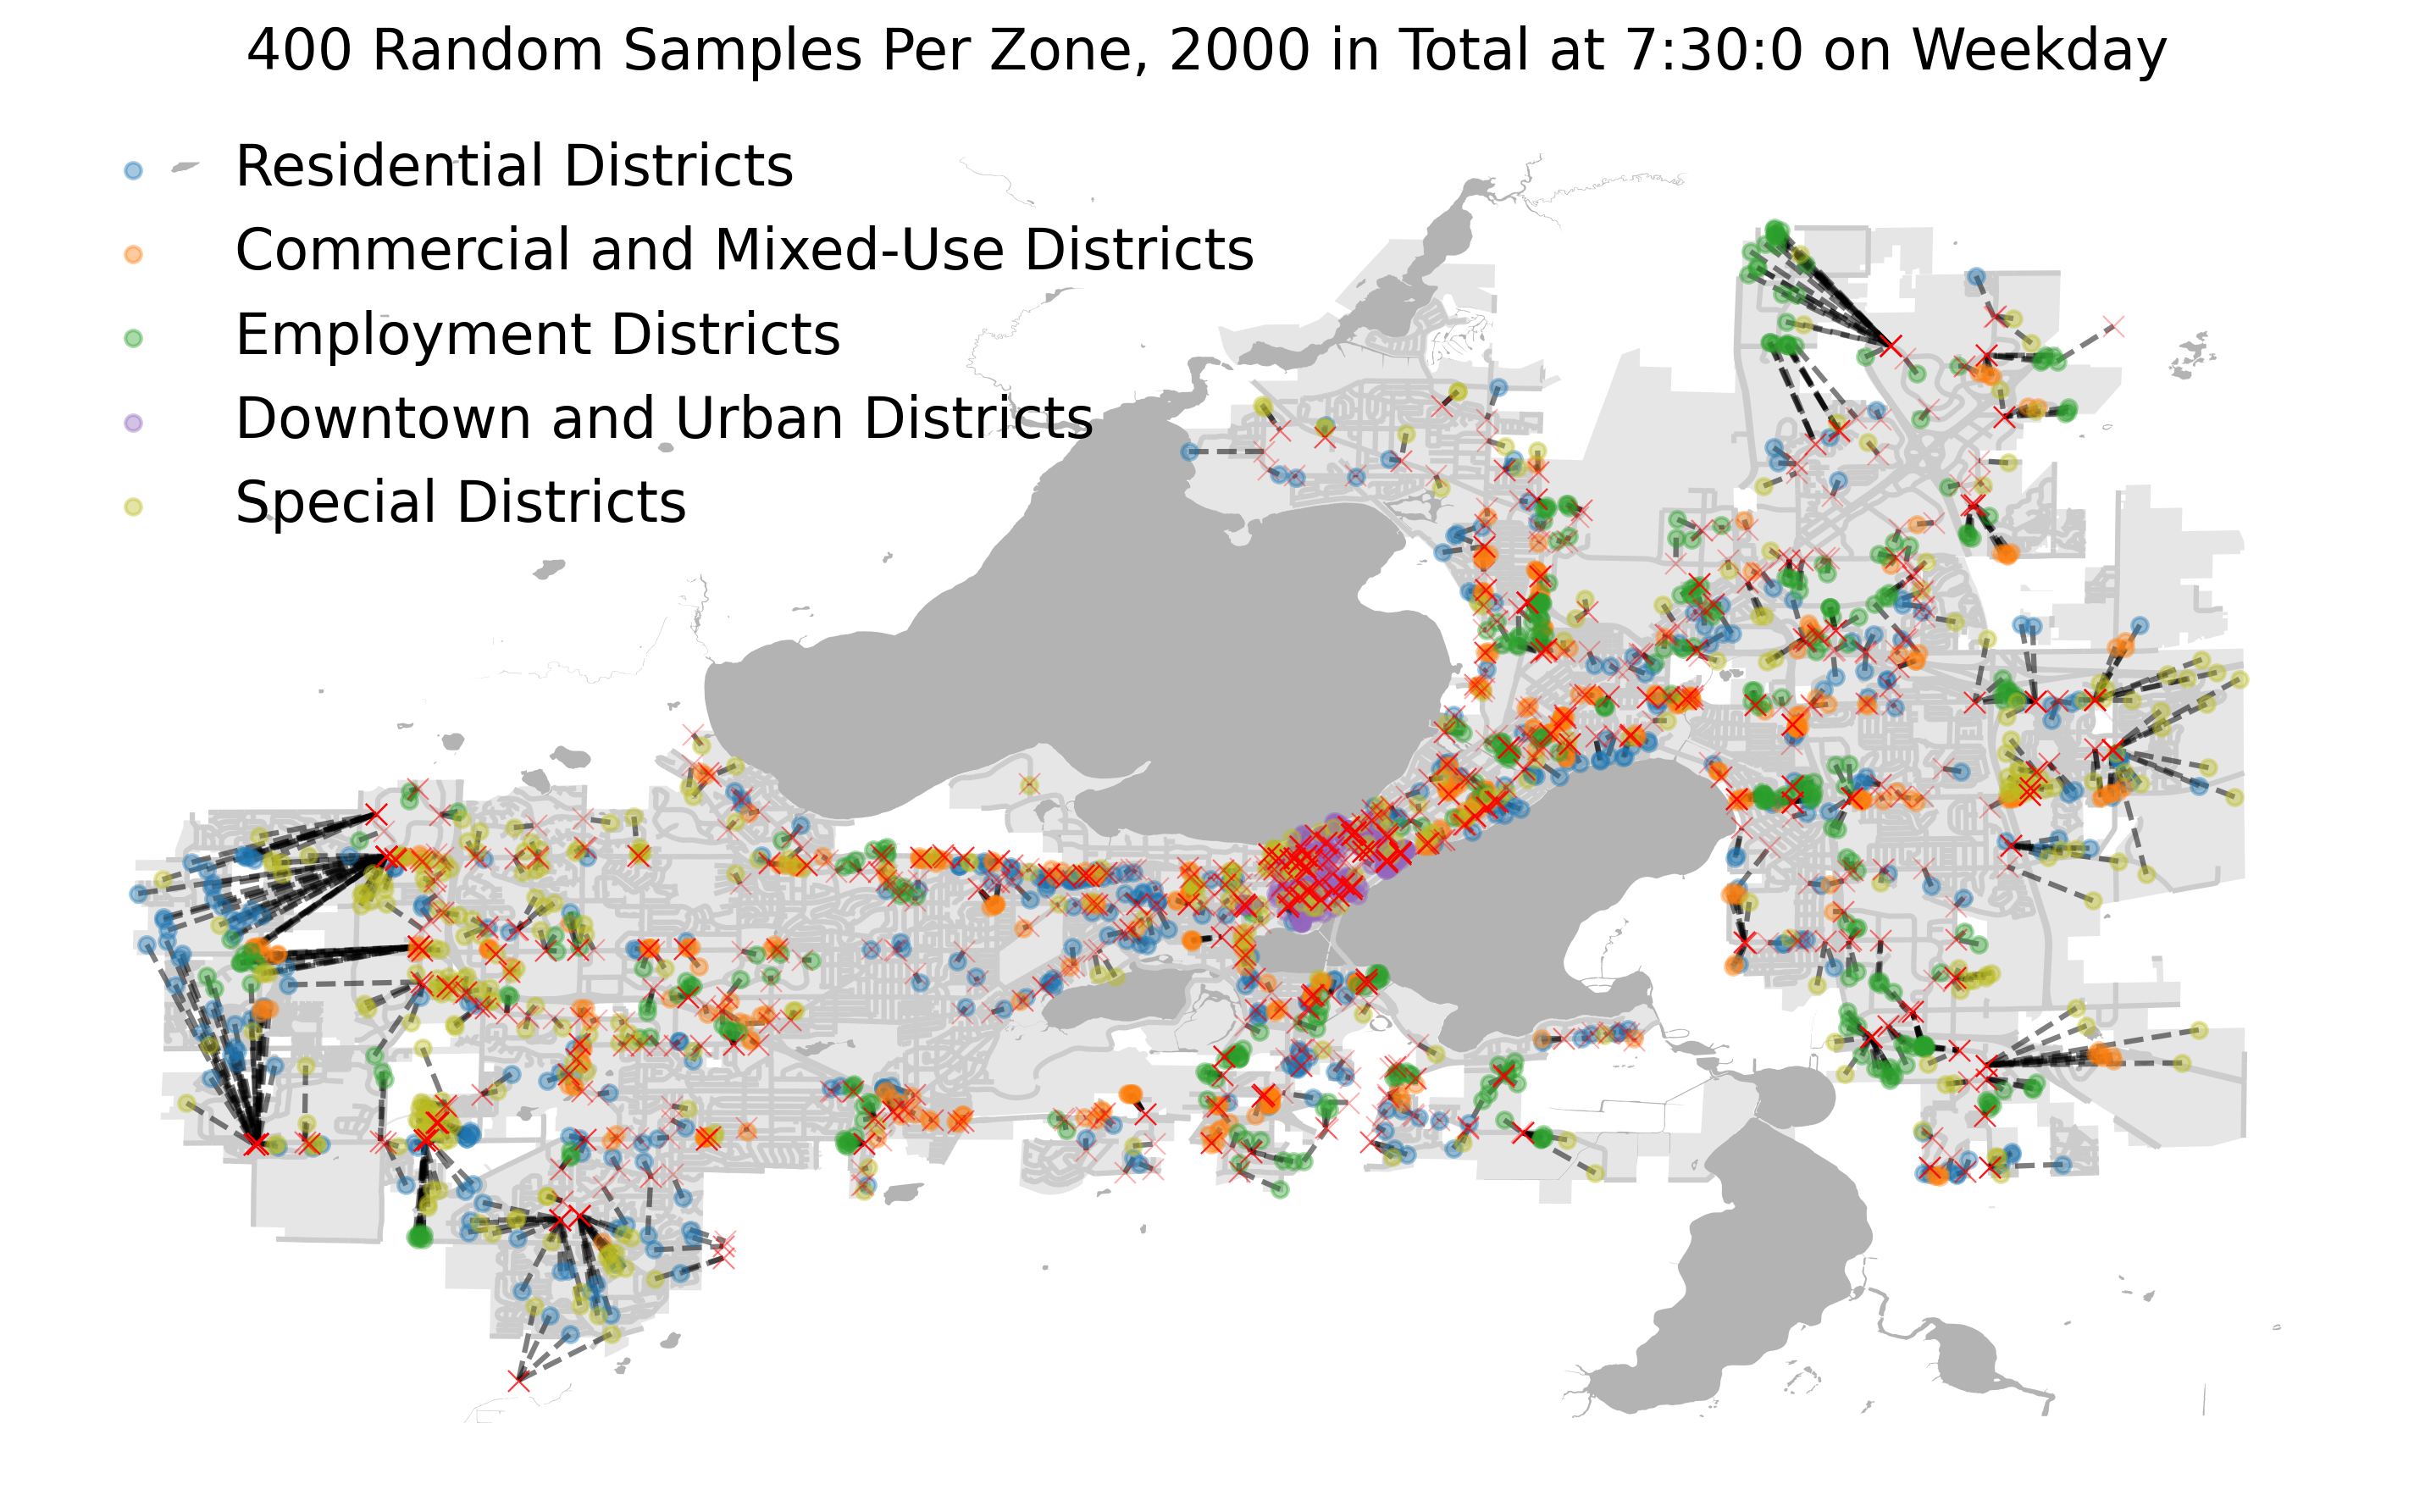 400 Random Samples Per Zone, 2000 in Total at 7:30:0 on Weekday
Residential Districts
Commercial and Mixed-Use Districts
Employment Districts
Downtown and Urban Districts
Special Districts